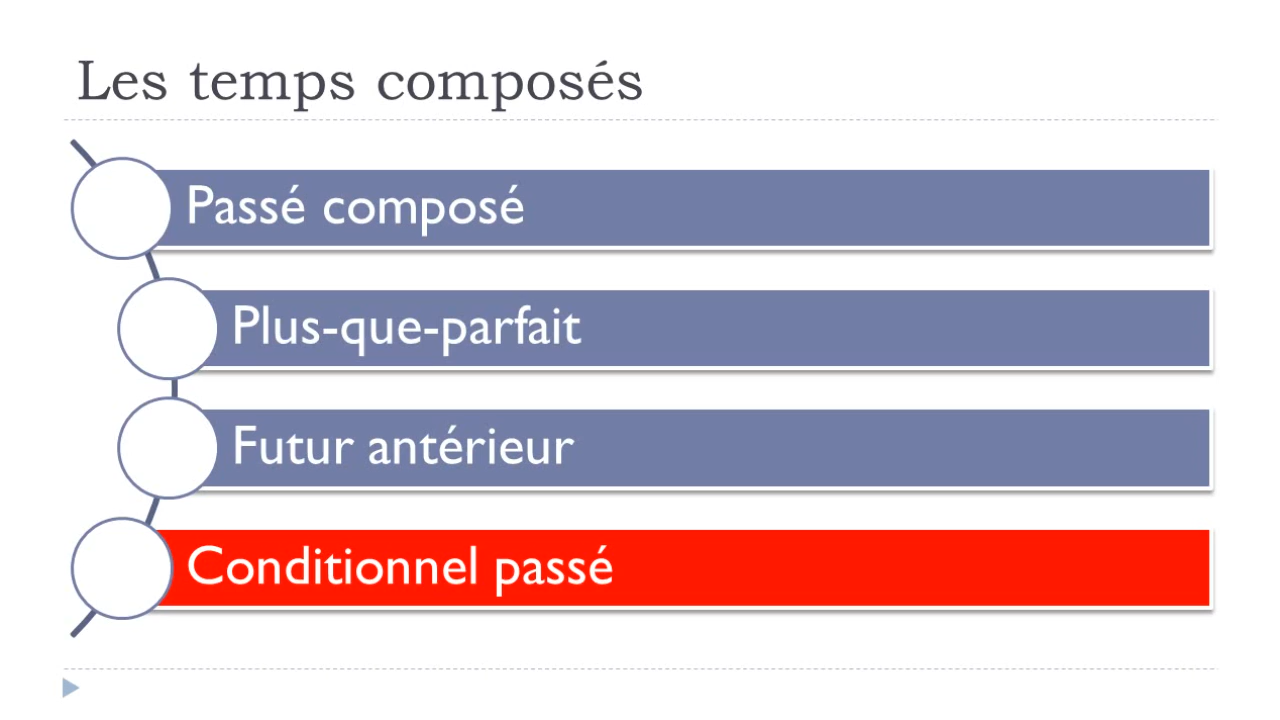 Les temps composés
Passé composé
Plus-que-parfait
Futur antérieur
Conditionnel passé